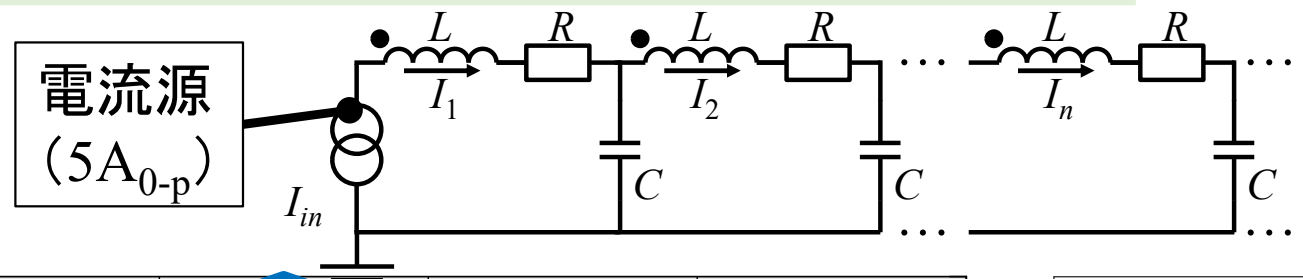 電流源
(5A0-p)
L R L R L R
I1 I2 In
C C C
Iin
... ...
... ...